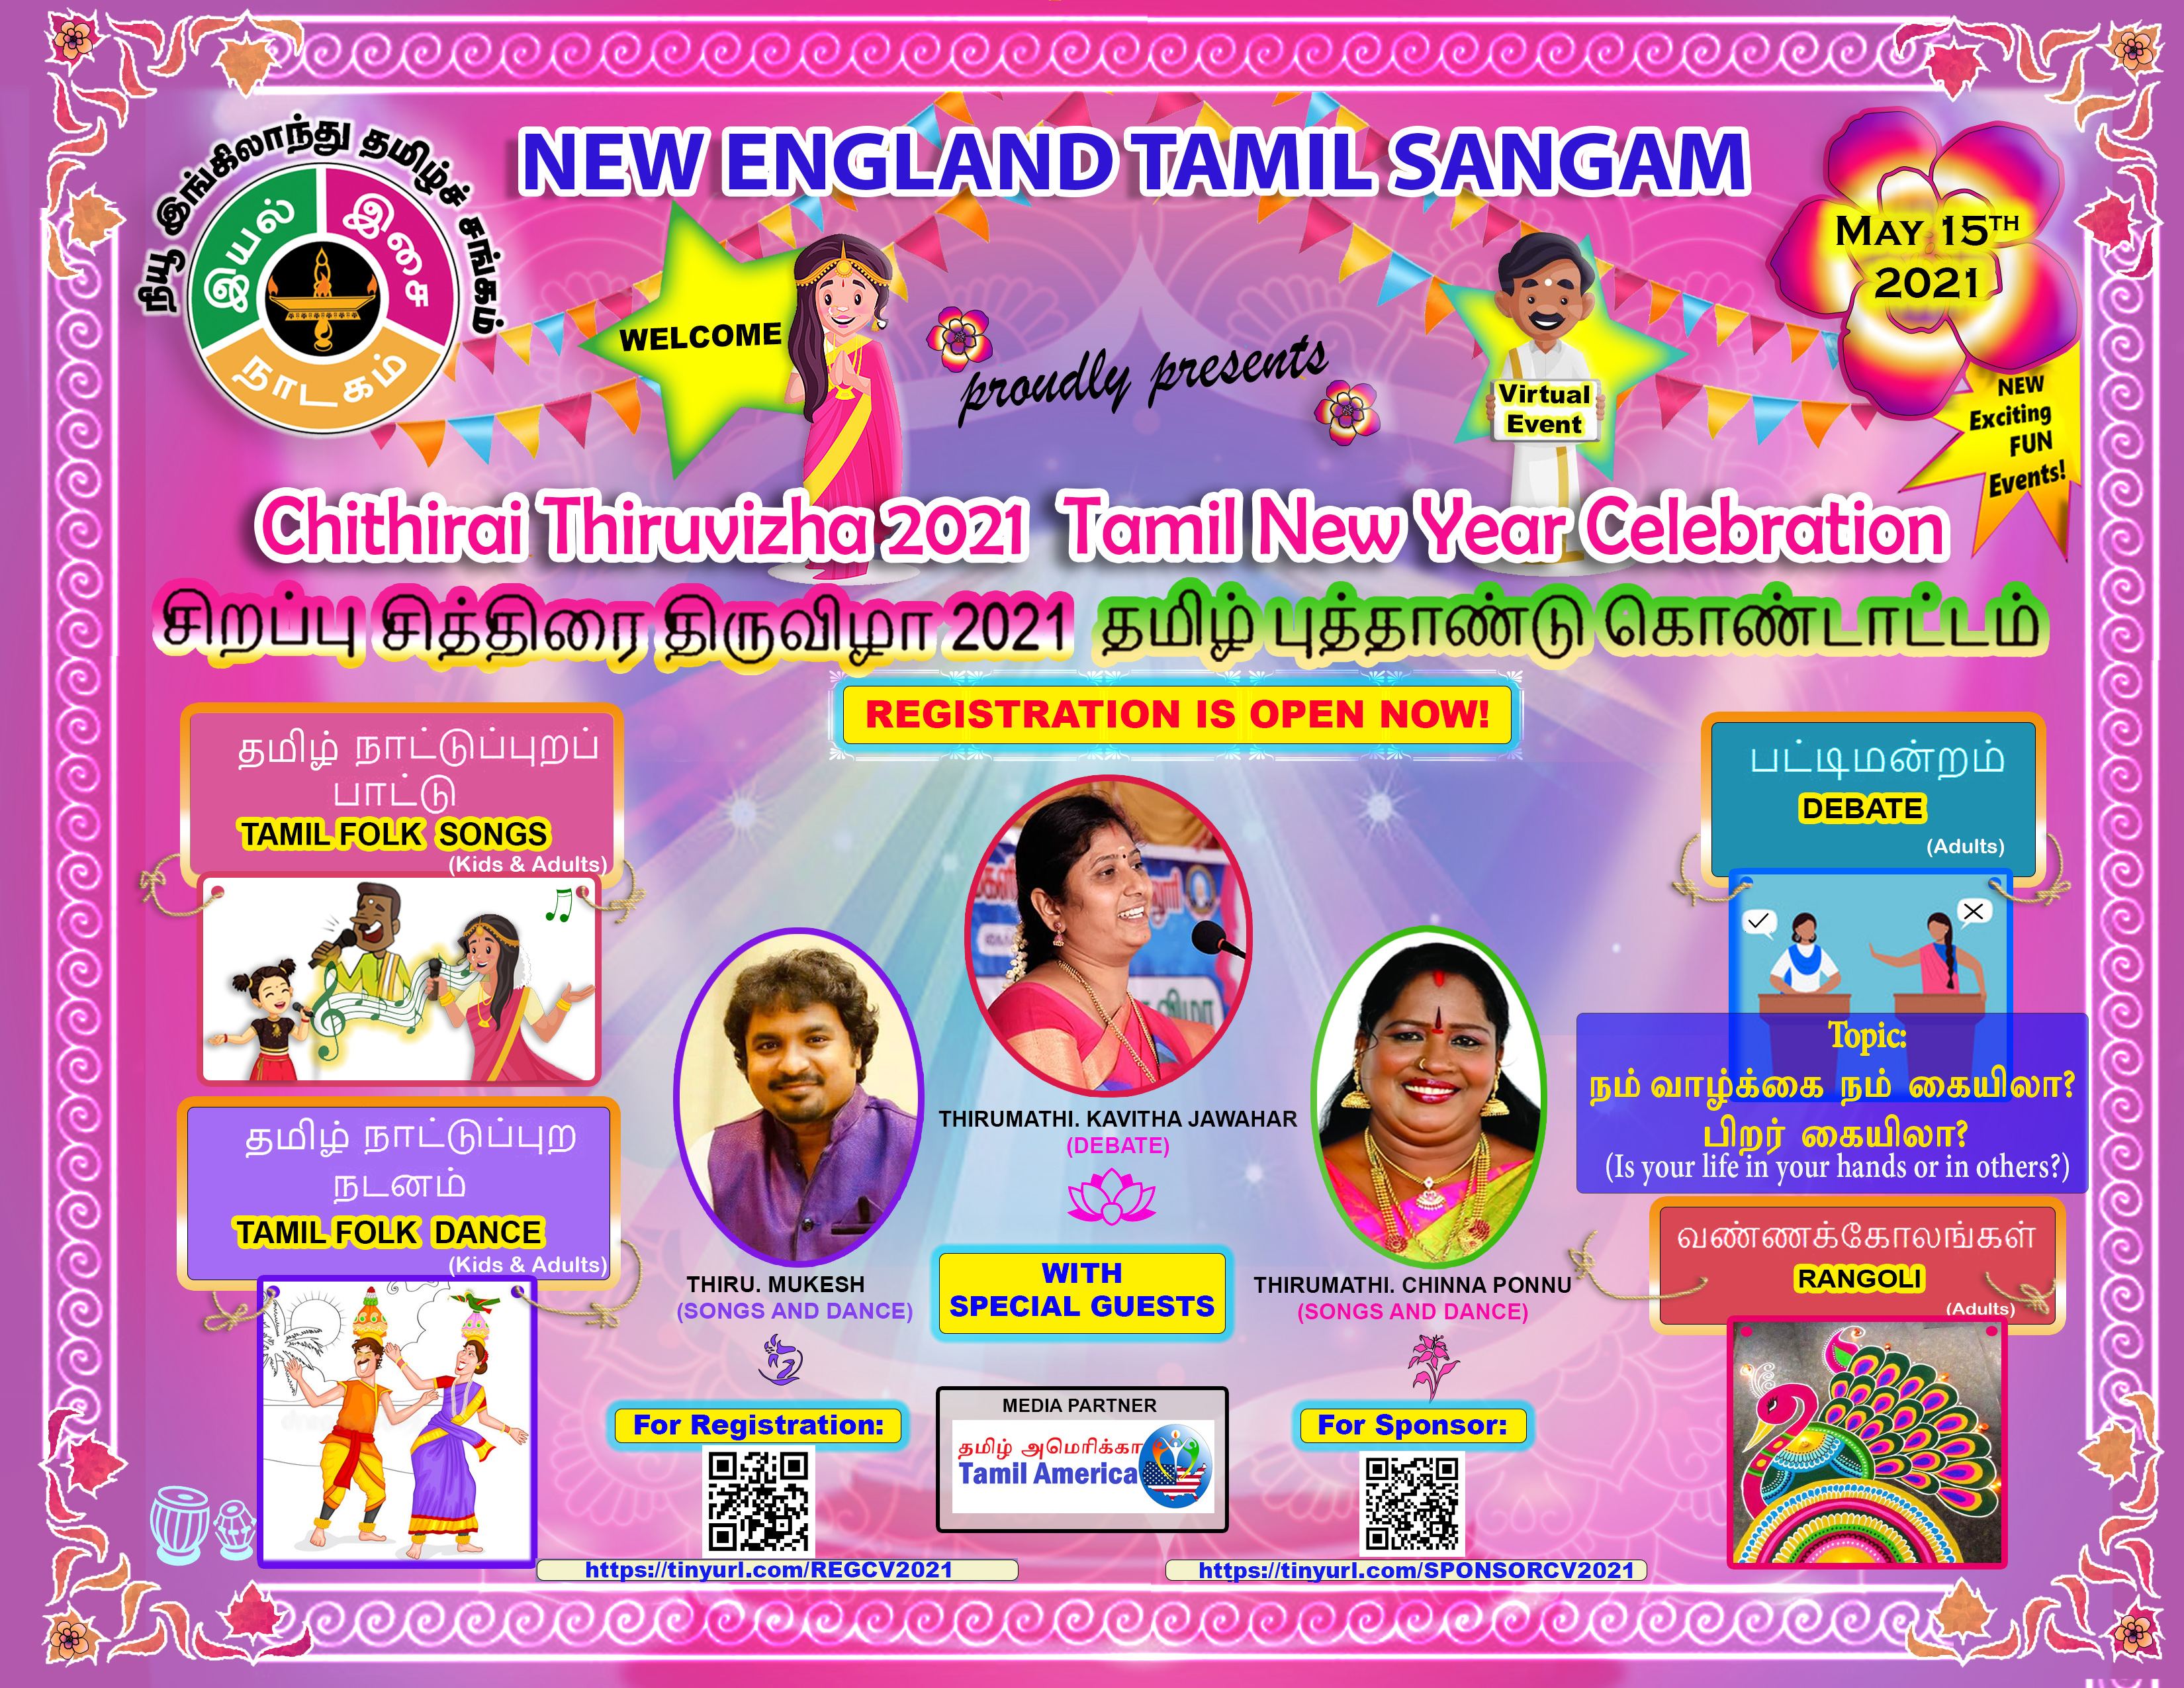 நியூ இங்கிலாந்து தமிழ்ச் சங்கம்
இயல்
இசை
நாடகம்
NEW ENGLAND TAMIL SANGAM
MAY 15TH
2021
WELCOME
proudly presents
Virtual
Event
NEW
Exciting
FUN
Events!
Chithirai Thiruvizha 2021 Tamil New Year Celebration
சிறப்பு சித்திரை திருவிழா 2021 தமிழ் புத்தாண்டு கொண்டாட்டம்
REGISTRATION IS OPEN NOW!
தமிழ் நாட்டுப்புறப்
பாட்டு
TAMIL FOLK SONGS
(Kids & Adults)
தமிழ் நாட்டுப்புற
நடனம்
TAMIL FOLK DANCE
(Kids & Adults)
THIRUMATHI. KAVITHA JAWAHAR
(DEBATE)
THIRU. MUKESH
(SONGS AND DANCE)
WITH
SPECIAL GUESTS
THIRUMATHI. CHINNA PONNU
(SONGS AND DANCE)
பட்டிமன்றம்
DEBATE
(Adults)
Topic:
நம் வாழ்க்கை நம் கையிலா?
பிறர் கையிலா?
(Is your life in your hands or in others?)
வண்ணக்கோலங்கள்
RANGOLI
(Adults)
For Registration:
https://tinyurl.com/REGCV2021
MEDIA PARTNER
தமிழ் அமெரிக்கா
Tamil America
For Sponsor:
https://tinyurl.com/SPONSORCV2021